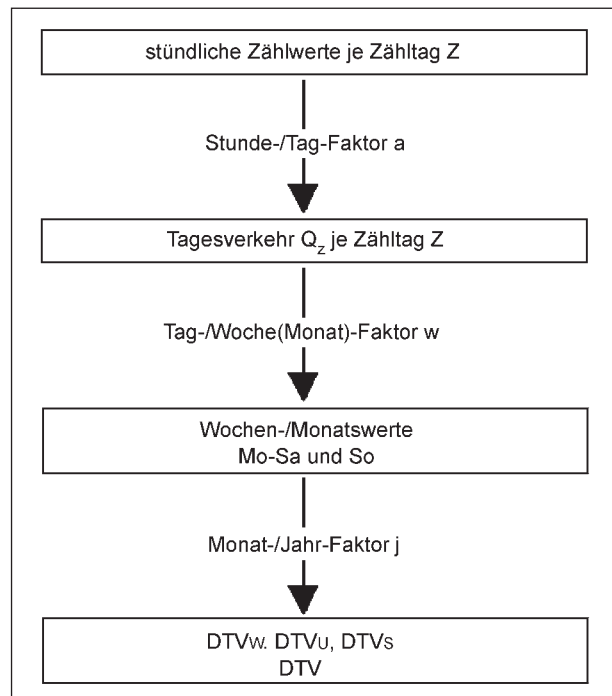 stündliche Zählwerte je Zähltag Z
Stunde-/Tag-Faktor a
Tagesverkehr Q_Z je Zähltag Z
Tag-/Woche(Monat)-Faktor w
Wochen-/Monatswerte
Mo-Sa und So
Monat-/Jahr-Faktor j
DTVW. DTVU, DTVS
DTV